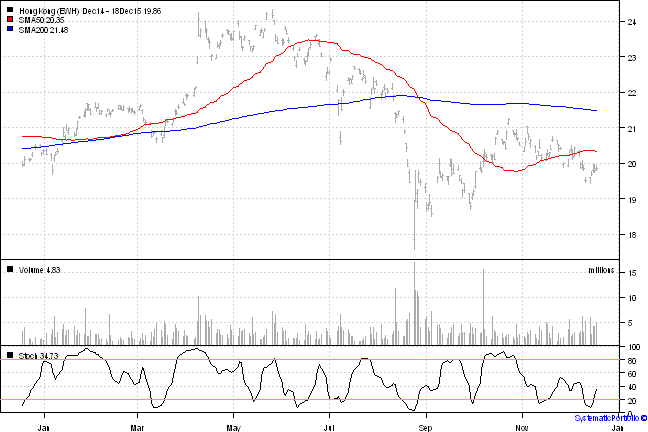 Hong Kong (EWH) Dec14 - 18Dec15 19.86
SMA50 20.35
SMA200 21.48
24
23
22
21
20
19
18
Volume 4.83
millions
15
10
5
Stoch 34.73
100
80
60
40
20
0
Jan
Mar
May
Jul
Sep
Nov
Jan
SystematicPortfolio ©